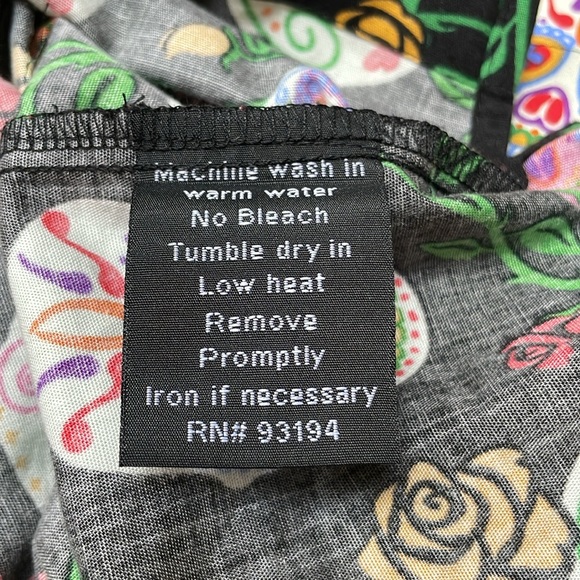 Machine wash in
warm water
No Bleach
Tumble dry in
Low heat
Remove
Promptly
Iron if necessary
RN# 93194